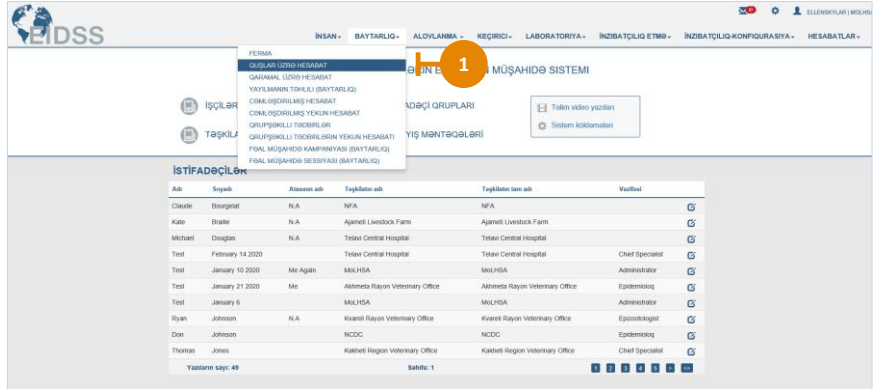 ELLENSKYLAR | MOLHS
EIDSS
İNSAN BAYTARLIQ ALOVLANMA KEÇIRICI LABORATORIYA İNZIBATÇILIQ ETMƏ İNZIBATÇILIQ-KONFIQURASIYA HESABATLAR
FERMA
QUŞLAR ÜZRƏ HESABAT
QARAMAL ÜZRƏ HESABAT
YAYILMANIN TƏHLILI (BAYTARLIQ)
CƏMLƏŞDIRILMIŞ HESABAT
CƏMLƏŞDIRILMIŞ YEKUN HESABAT
QRUPŞƏKILLI TƏDBIRLƏR
QRUPŞƏKILLI TƏDBIRLƏRIN YEKUN HESABATI
FƏAL MÜŞAHIDƏ KAMPANIYASI (BAYTARLIQ)
FƏAL MÜŞAHIDƏ SESSIYASI (BAYTARLIQ)
1
MÜŞAHIDƏ SISTEMI
İŞÇILƏR
ADƏÇI QRUPLARI
Təlim video yazıları
TƏŞKILA
YIŞ MƏNTƏQƏLƏRI
Sistem kökləmələri
İSTİFADƏÇİLƏR
Adı Soyadı Atasının adı Təşkilatın adı Təşkilatın tam adı Vəzifəsi
Claude Bourgelat N.A NFA NFA
Kate Braille N.A Ajameti Livestock Farm Ajameti Livestock Farm
Michael Douglas N.A Telavi Central Hospital Telavi Central Hospital
Test February 14 2020 Telavi Central Hospital Telavi Central Hospital Chief Specialist
Test January 10 2020 Me Again MoLHSA MoLHSA Administrator
Test January 21 2020 Me Akhmeta Rayon Veterinary Office Akhmeta Rayon Veterinary Office Epidemioloq
Test January 6 MoLHSA MoLHSA Administrator
Ryan Johnson N.A Kvareli Rayon Veterinary Office Kvareli Rayon Veterinary Office Epizootologist
Don Johnson NCDC NCDC Epidemioloq
Thomas Jones Kakheti Region Veterinary Office Kakheti Region Veterinary Office Chief Specialist
Yazıların sayı: 49 Səhifə: 1 1 2 3 4 5 > >>